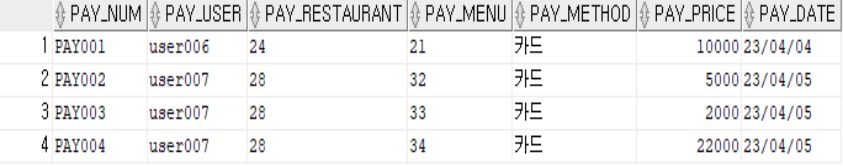 PAY_NUM PAY_USER PAY_RESTAURANT PAY_MENU PAY_METHOD PAY_PRICE PAY_DATE
1 PAY001 user006 24 21 카드 10000 23/04/04
2 PAY002 user007 28 32 카드 5000 23/04/05
3 PAY003 user007 28 33 카드 2000 23/04/05
4 PAY004 user007 28 34 카드 22000 23/04/05